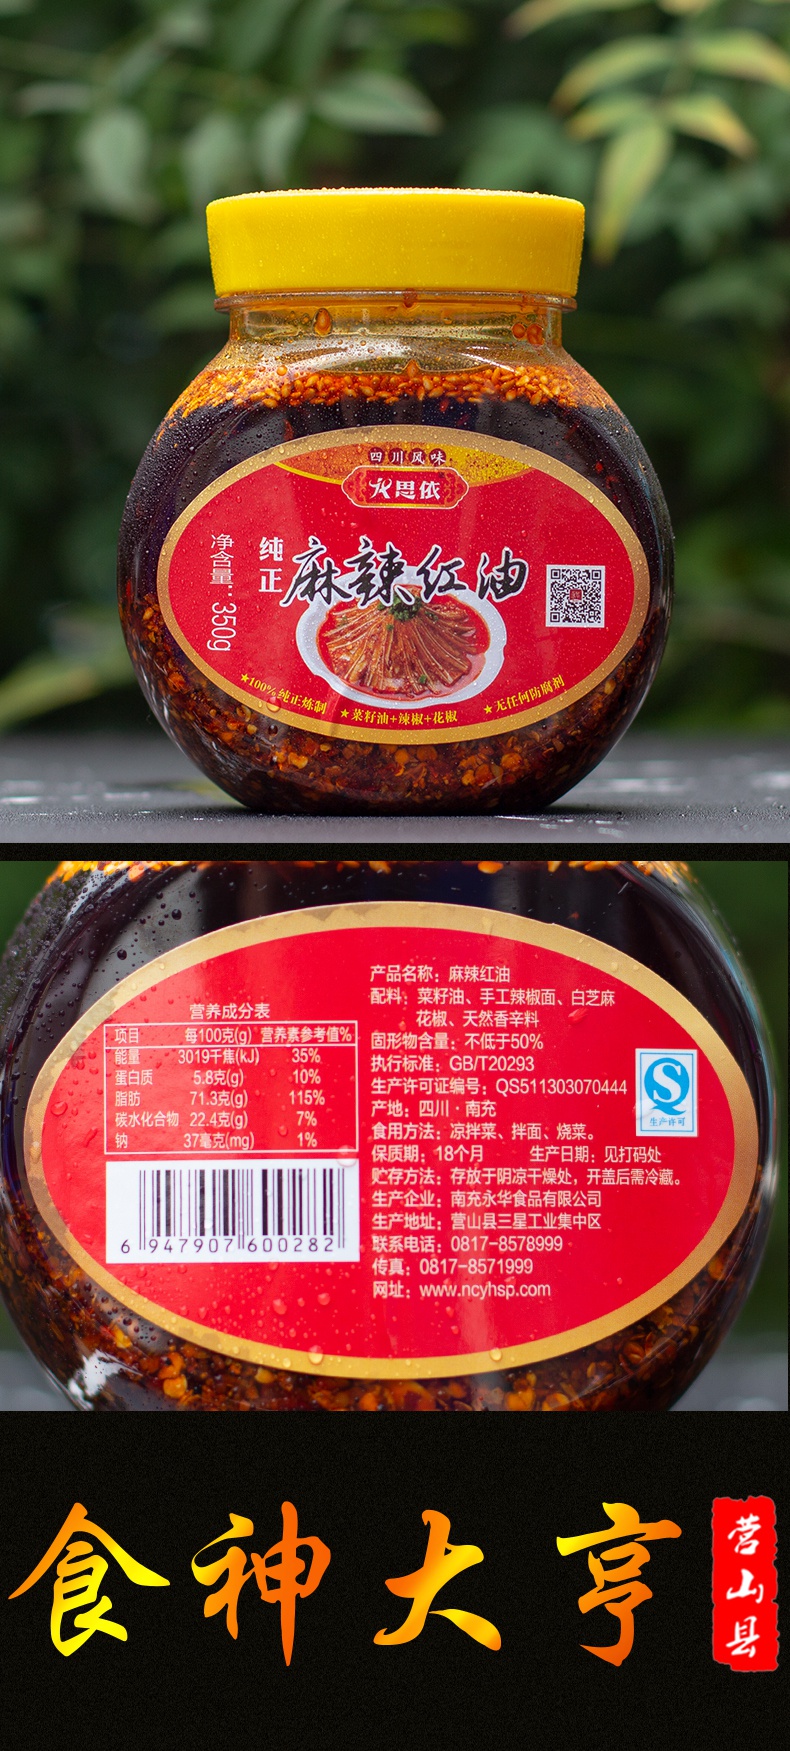 四川风味
思依
纯正
麻辣红油
净含量：350g
★100%纯正炼制
★菜籽油+辣椒+花椒
★无任何防腐剂
营养成分表
项目 每100克(g) 营养素参考值%
能量 3019千焦(kJ) 35%
蛋白质 5.8克(g) 10%
脂肪 71.3克(g) 115%
碳水化合物 22.4克(g) 7%
钠 37毫克(mg) 1%
6 947907 600282
产品名称：麻辣红油
配料：菜籽油、手工辣椒面、白芝麻
花椒、天然香辛料
固形物含量：不低于50%
执行标准：GB/T20293
生产许可证编号：QS511303070444
产地：四川·南充
食用方法：凉拌菜、拌面、烧菜。
保质期：18个月 生产日期：见打码处
贮存方法：存放于阴凉干燥处，开盖后需冷藏。
生产企业：南充永华食品有限公司
生产地址：营山县三星工业集中区
联系电话：0817-8578999
传真：0817-8571999
网址：www.ncyhsp.com
生产许可
食神大亨
营山县